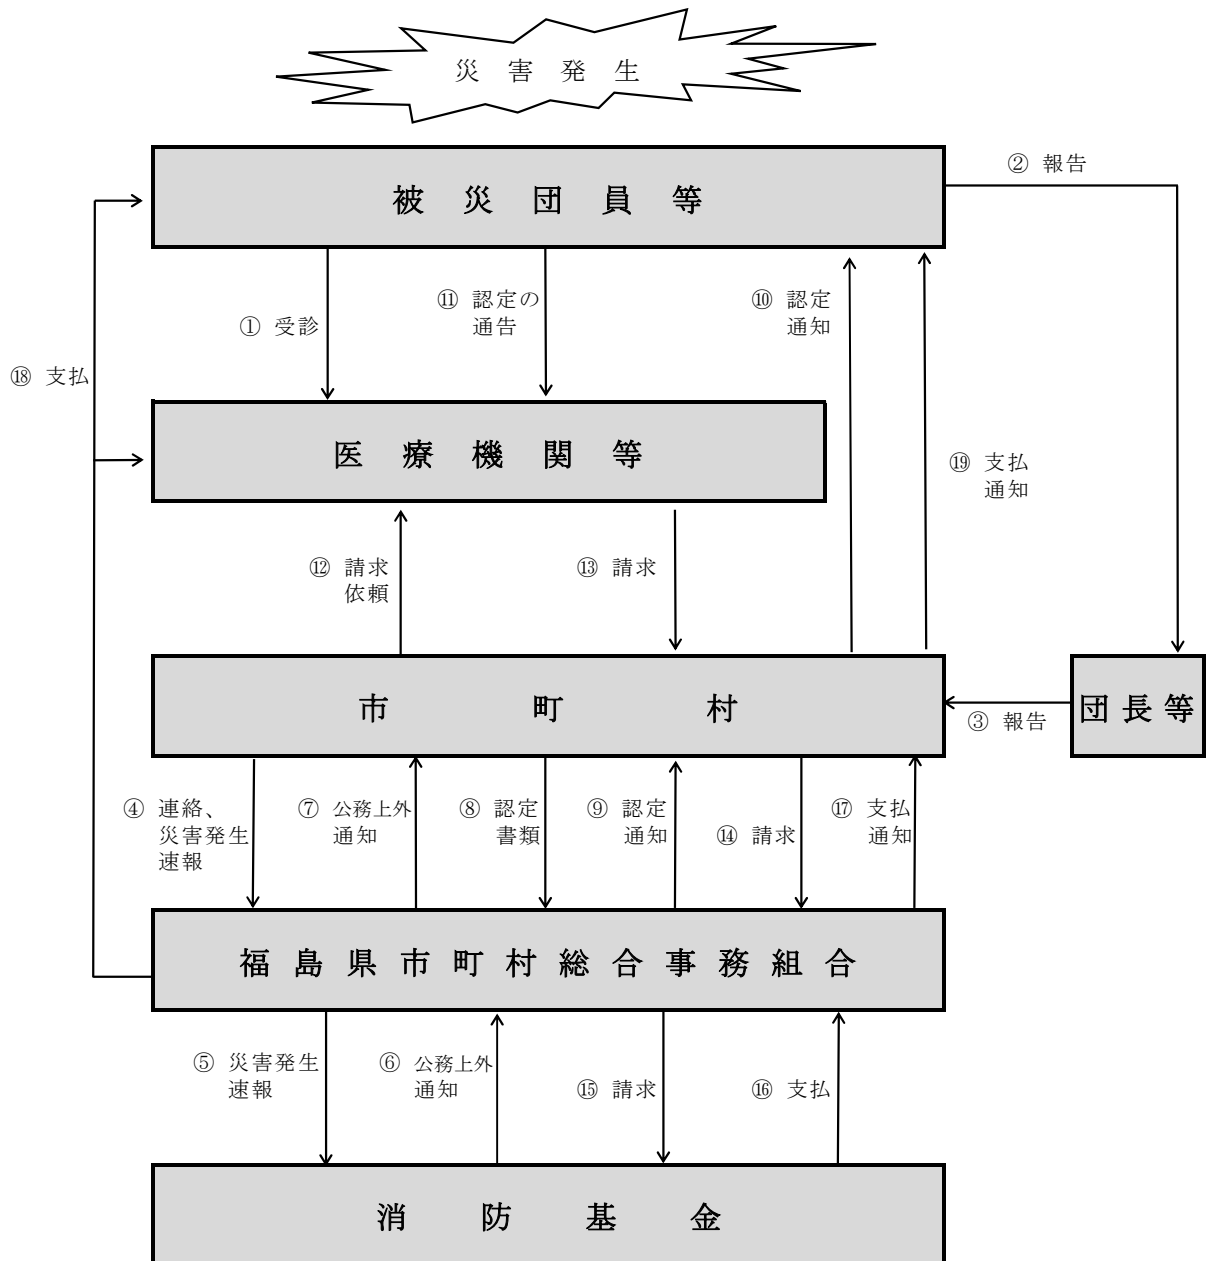 災害発生
② 報告
被災団員等
⑪ 認定の
通告
⑩ 認定
通知
① 受診
⑱ 支払
医療機関等
⑲ 支払
通知
⑫ 請求
依頼
⑬ 請求
市町村
団長等
③ 報告
④ 連絡、
災害発生
速報
⑦ 公務上外
通知
⑧ 認定
書類
⑨ 認定
通知
⑭ 請求
⑰ 支払
通知
福島県市町村総合事務組合
⑤ 災害発生
速報
⑥ 公務上外
通知
⑮ 請求
⑯ 支払
消防基金